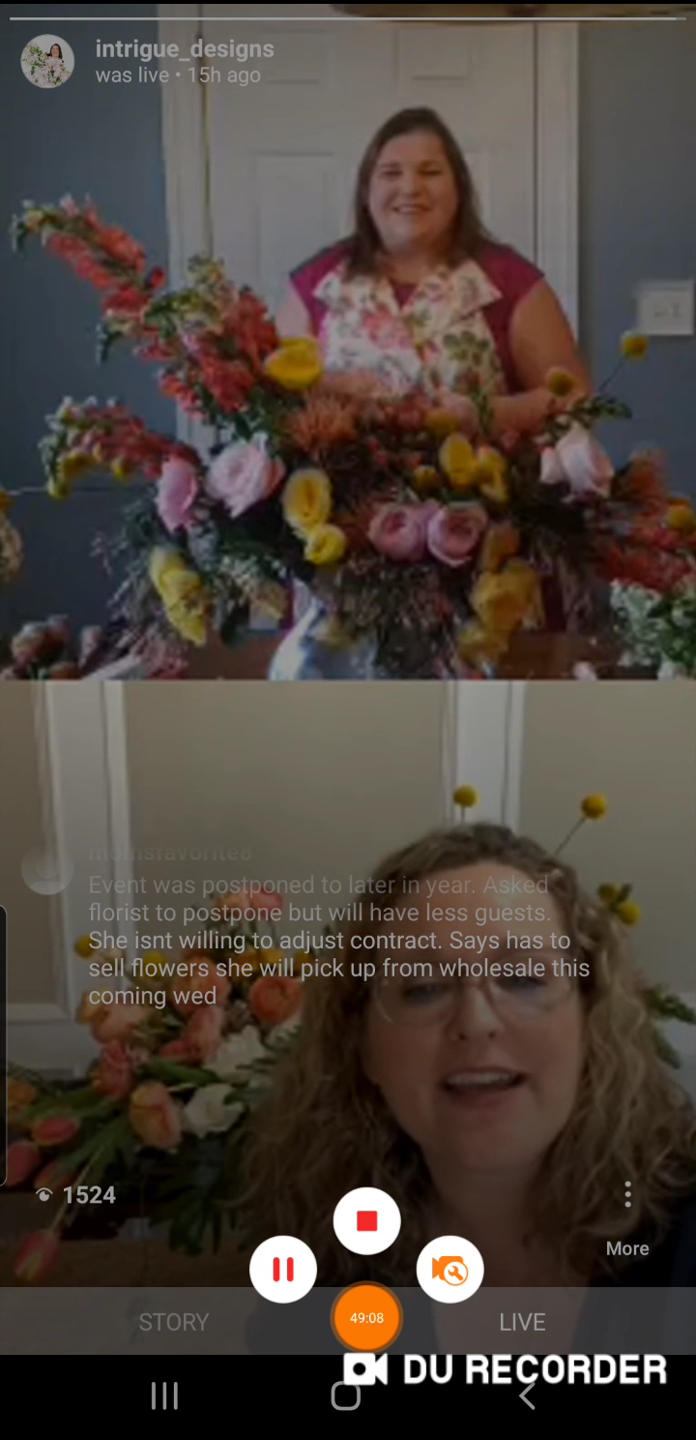 intrigue_designs
was live • 15h ago
momsfavorite8
Event was postponed to later in year. Asked
florist to postpone but will have less guests.
She isnt willing to adjust contract. Says has to
sell flowers she will pick up from wholesale this
coming wed
1524
More
STORY
49:08
LIVE
DU RECORDER